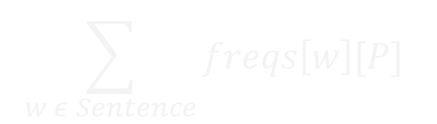 ∑ freqs[w][P]
w ϵ Sentence